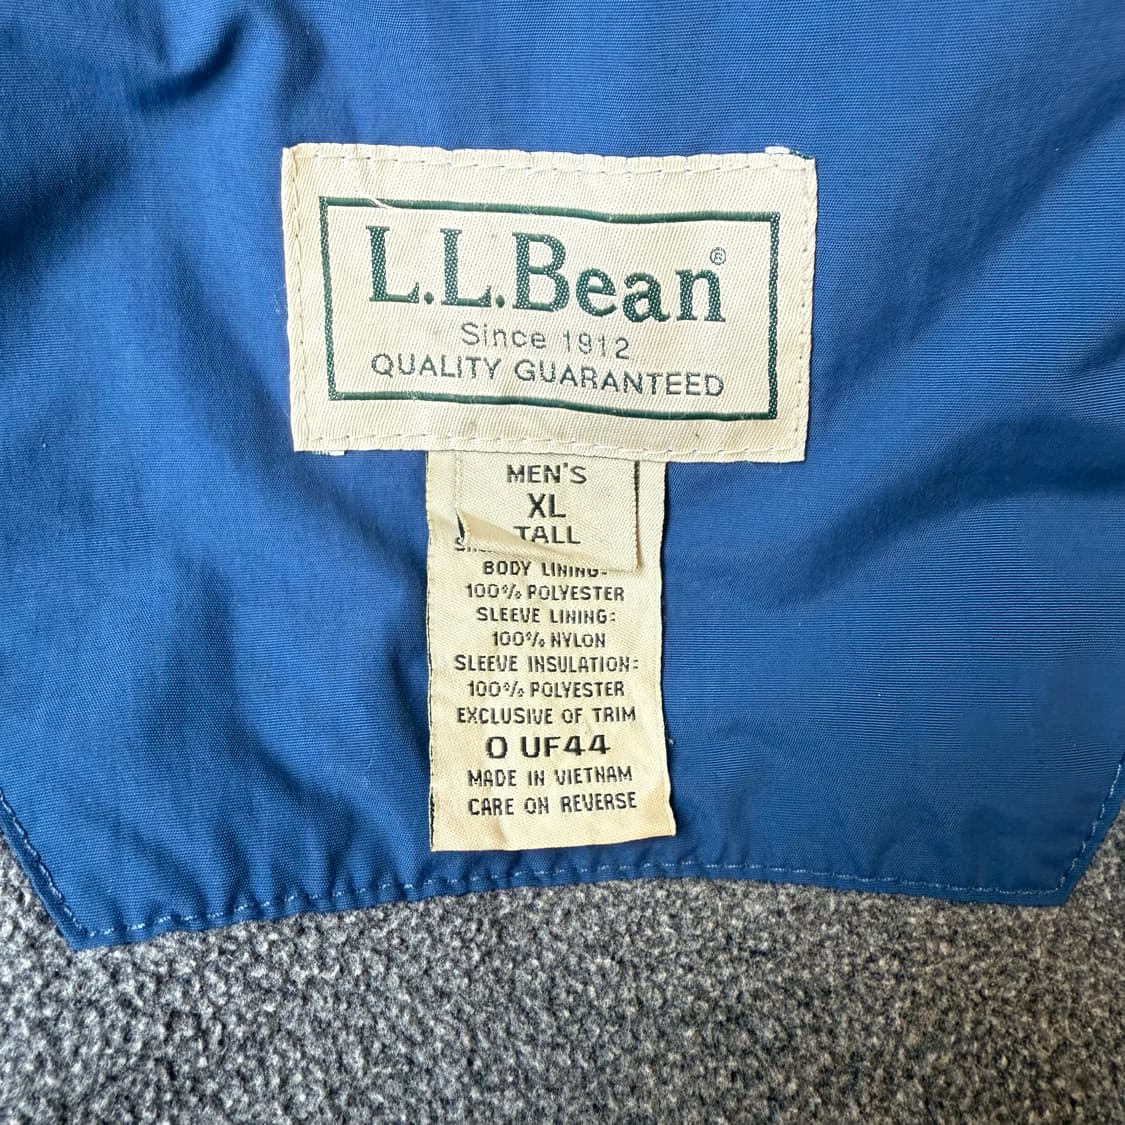 L.L.Bean®
Since 1912
QUALITY GUARANTEED
MEN'S
XL
TALL
BODY LINING:
100% POLYESTER
SLEEVE LINING:
100% NYLON
SLEEVE INSULATION:
100% POLYESTER
EXCLUSIVE OF TRIM
0 UF44
MADE IN VIETNAM
CARE ON REVERSE